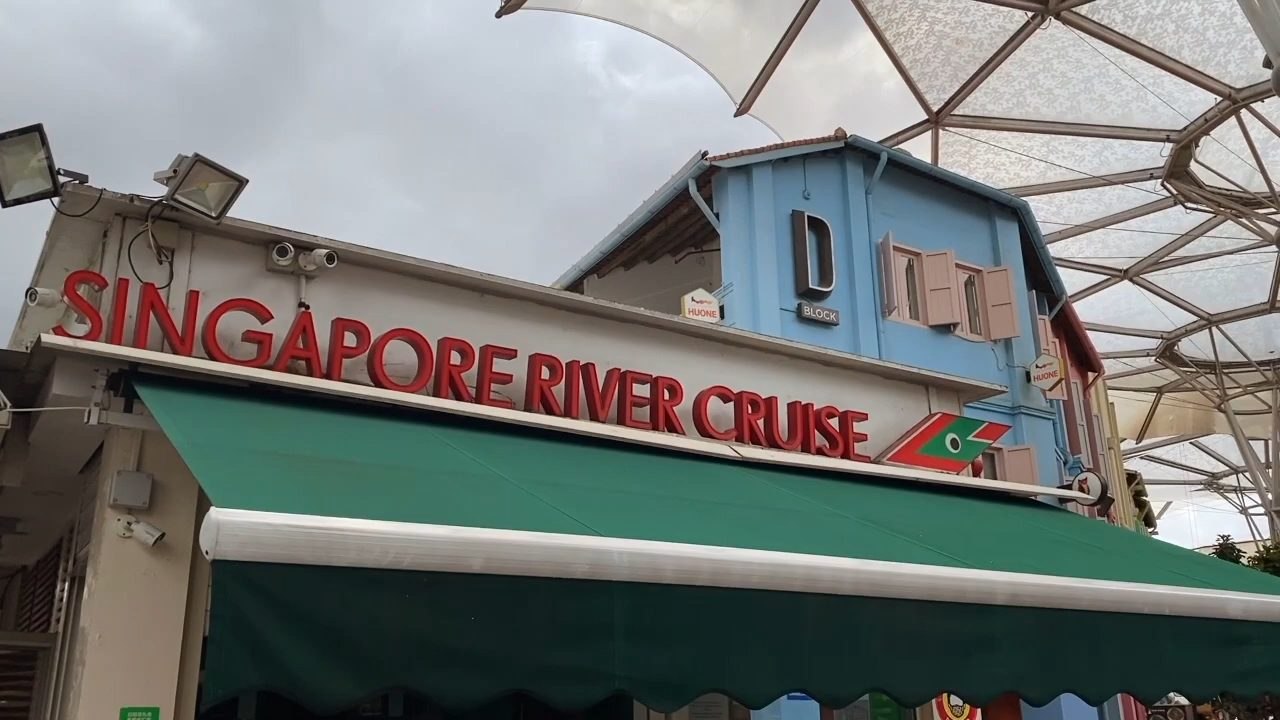 D
BLOCK
HUONE
HUONE
SINGAPORE RIVER CRUISE